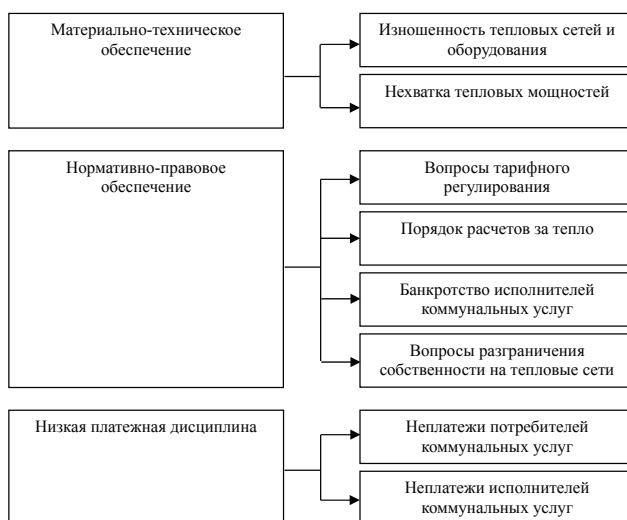 Материально-техническое
обеспечение
Изношенность тепловых сетей и
оборудования
Нехватка тепловых мощностей
Нормативно-правовое
обеспечение
Вопросы тарифного
регулирования
Порядок расчетов за тепло
Банкротство исполнителей
коммунальных услуг
Вопросы разграничения
собственности на тепловые сети
Низкая платежная дисциплина
Неплатежи потребителей
коммунальных услуг
Неплатежи исполнителей
коммунальных услуг